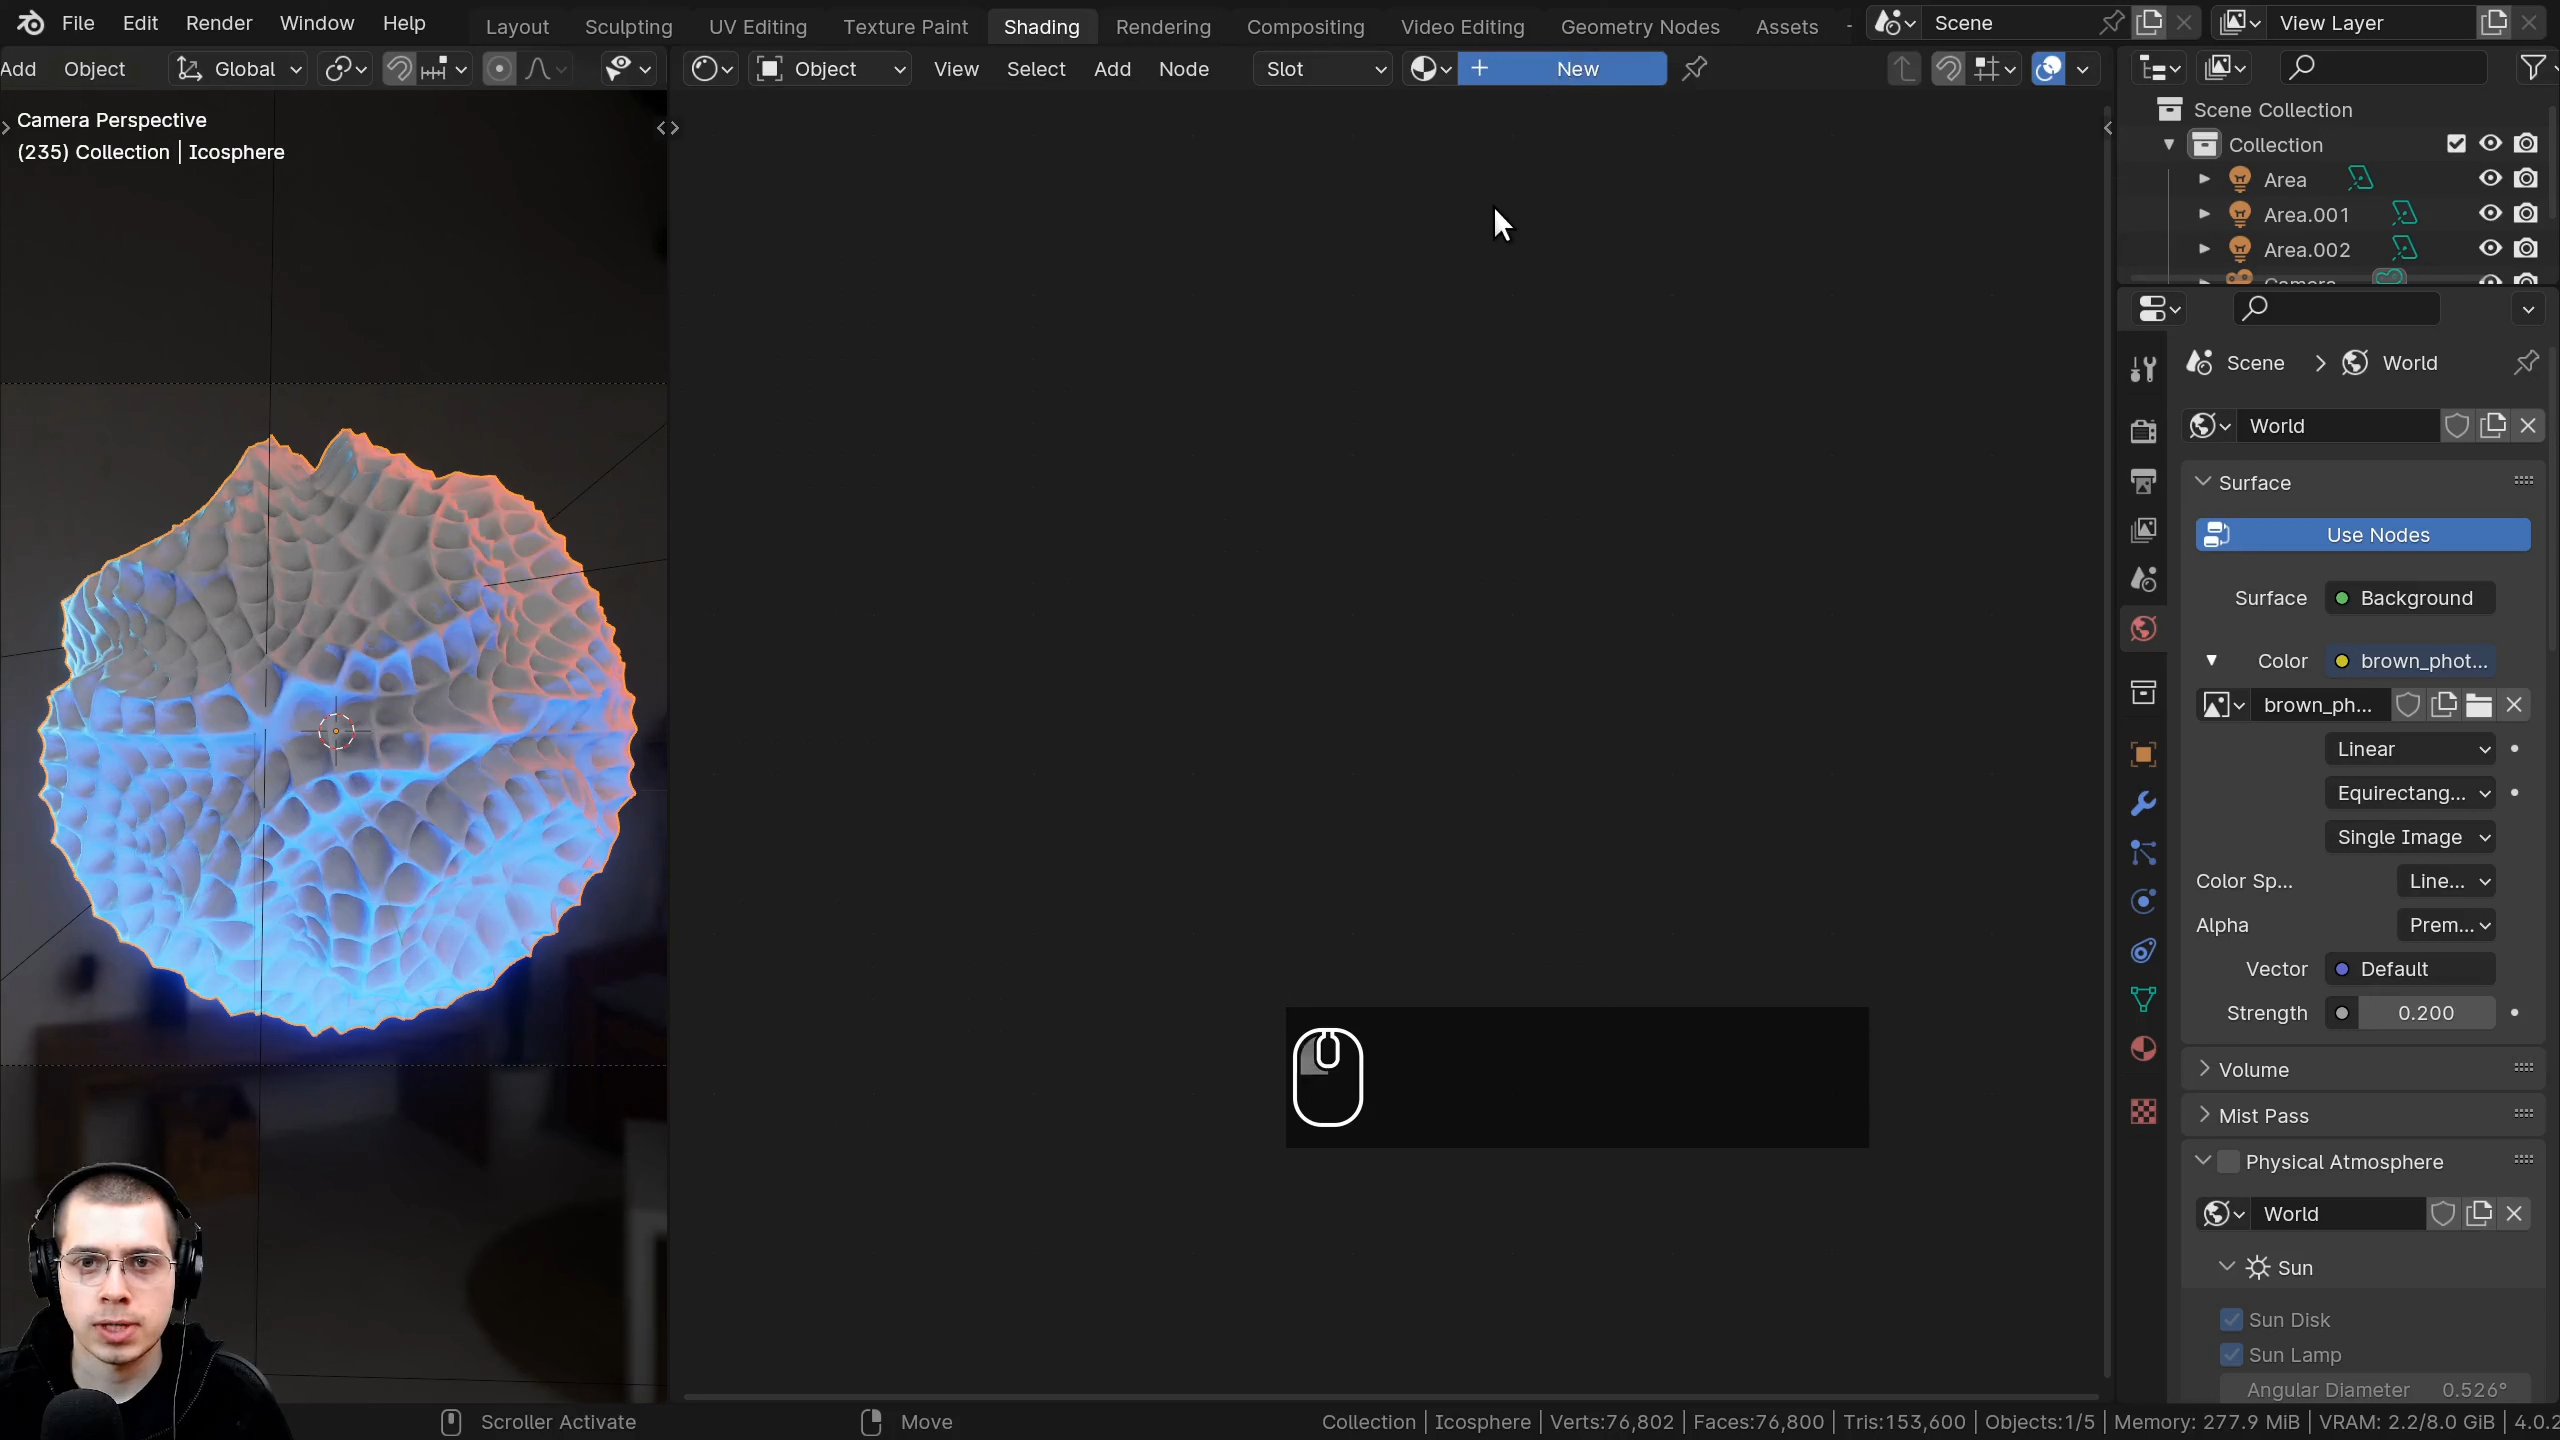 File Edit Render Window Help Layout Sculpting UV Editing Texture Paint Shading Rendering Compositing Video Editing Geometry Nodes Assets Scene View Layer
Add Object Global Object View Select Add Node Slot + New
Camera Perspective
(235) Collection | Icosphere
Scene Collection
Collection
Area
Area.001
Area.002
Camera
Scene > World
World
Surface
Use Nodes
Surface Background
Color brown_phot...
brown_ph...
Linear
Equirectang...
Single Image
Color Sp... Line...
Alpha Prem...
Vector Default
Strength 0.200
Volume
Mist Pass
Physical Atmosphere
World
Sun
Sun Disk
Sun Lamp
Angular Diameter 0.526°
Scroller Activate Move Collection | Icosphere | Verts:76,802 | Faces:76,800 | Tris:153,600 | Objects:1/5 | Memory: 277.9 MiB | VRAM: 2.2/8.0 GiB | 4.0.2